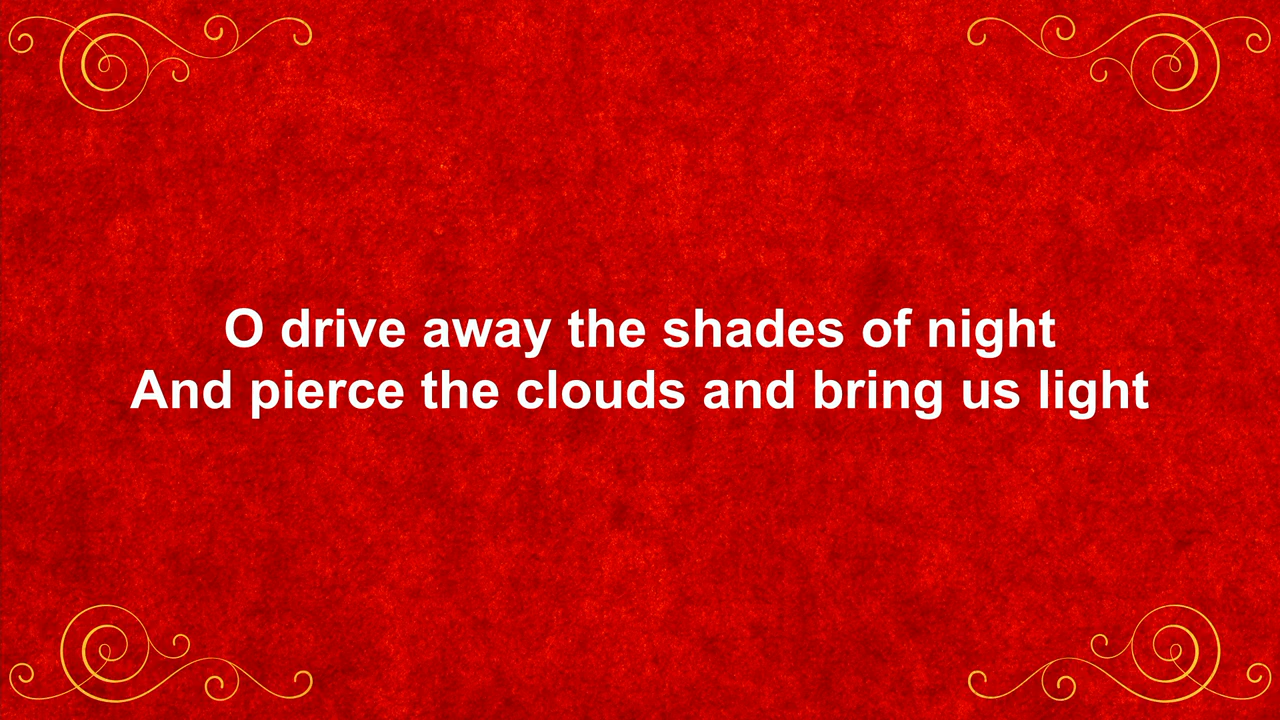 O drive away the shades of night
And pierce the clouds and bring us light